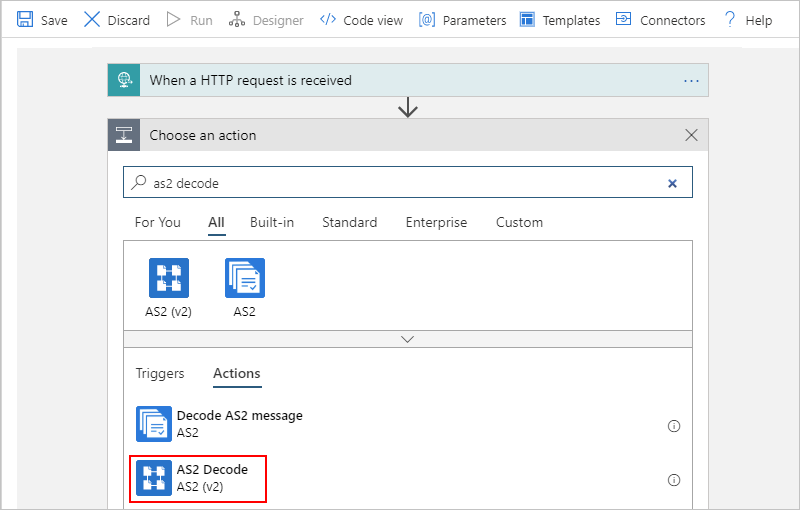 Save Discard Run Designer Code view Parameters Templates Connectors Help
When a HTTP request is received
Choose an action
as2 decode
For You All Built-in Standard Enterprise Custom
AS2 (v2) AS2
Triggers Actions
Decode AS2 message
AS2
AS2 Decode
AS2 (v2)